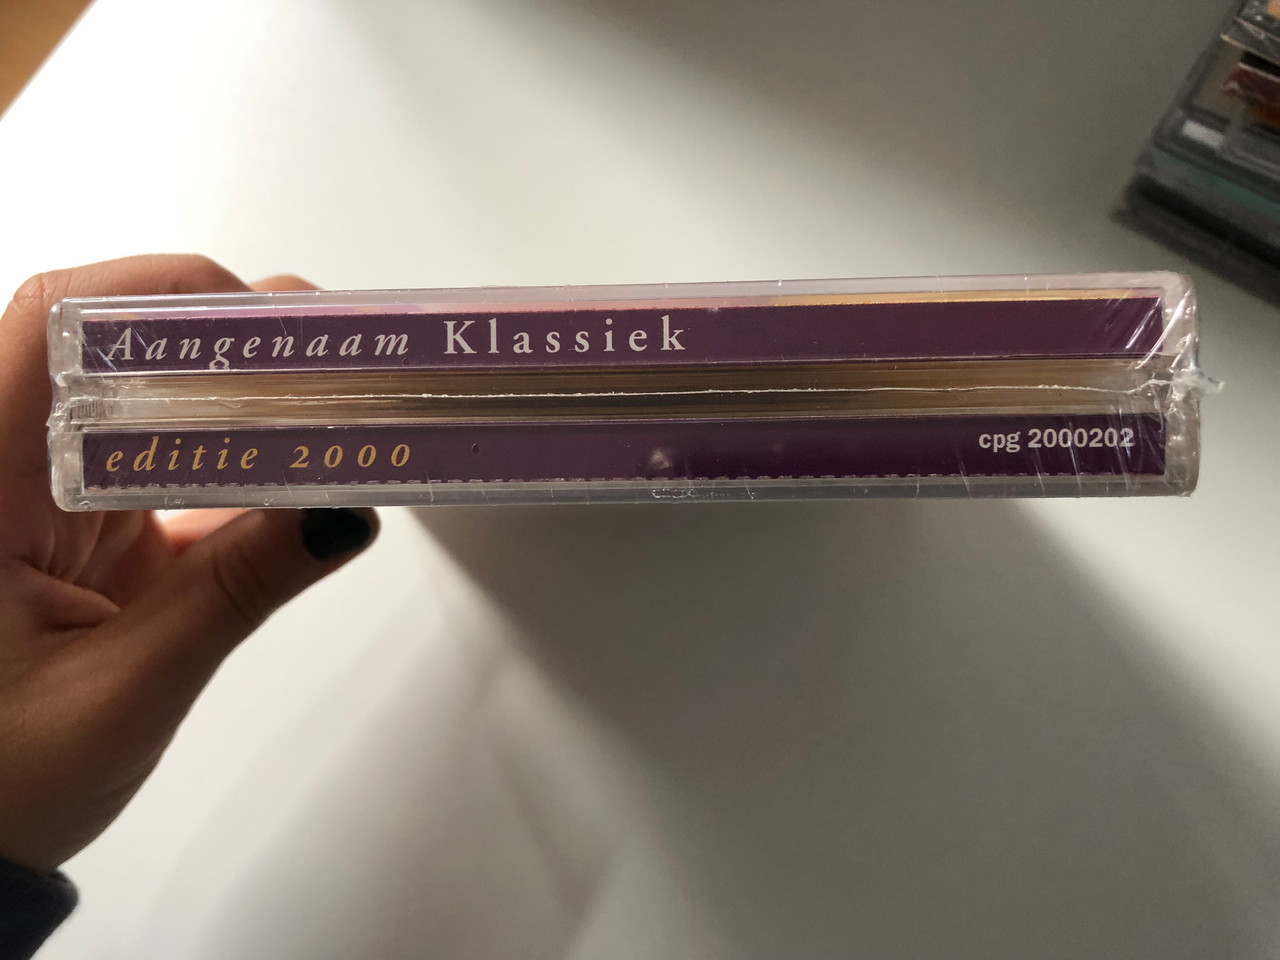 Aangenaam Klassiek
editie 2000
cpg 2000202